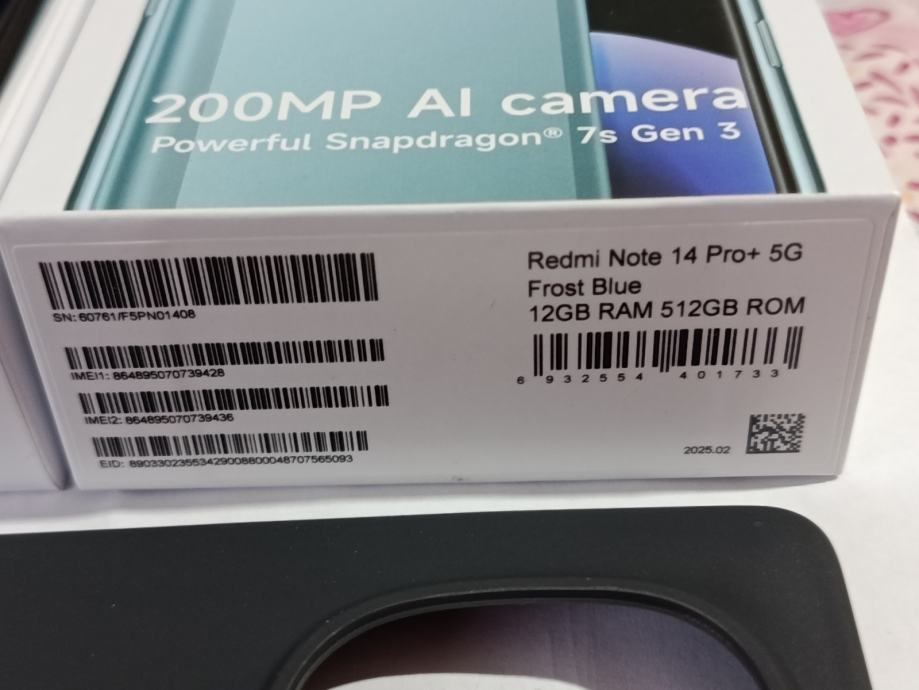 200MP AI camera
Powerful Snapdragon® 7s Gen 3
SN: 60761/F5PN01408
IMEI1: 864895070739428
IMEI2: 864895070739436
EID: 89033023553429008800048707565093
Redmi Note 14 Pro+ 5G
Frost Blue
12GB RAM 512GB ROM
6 932554 401733
2025.02